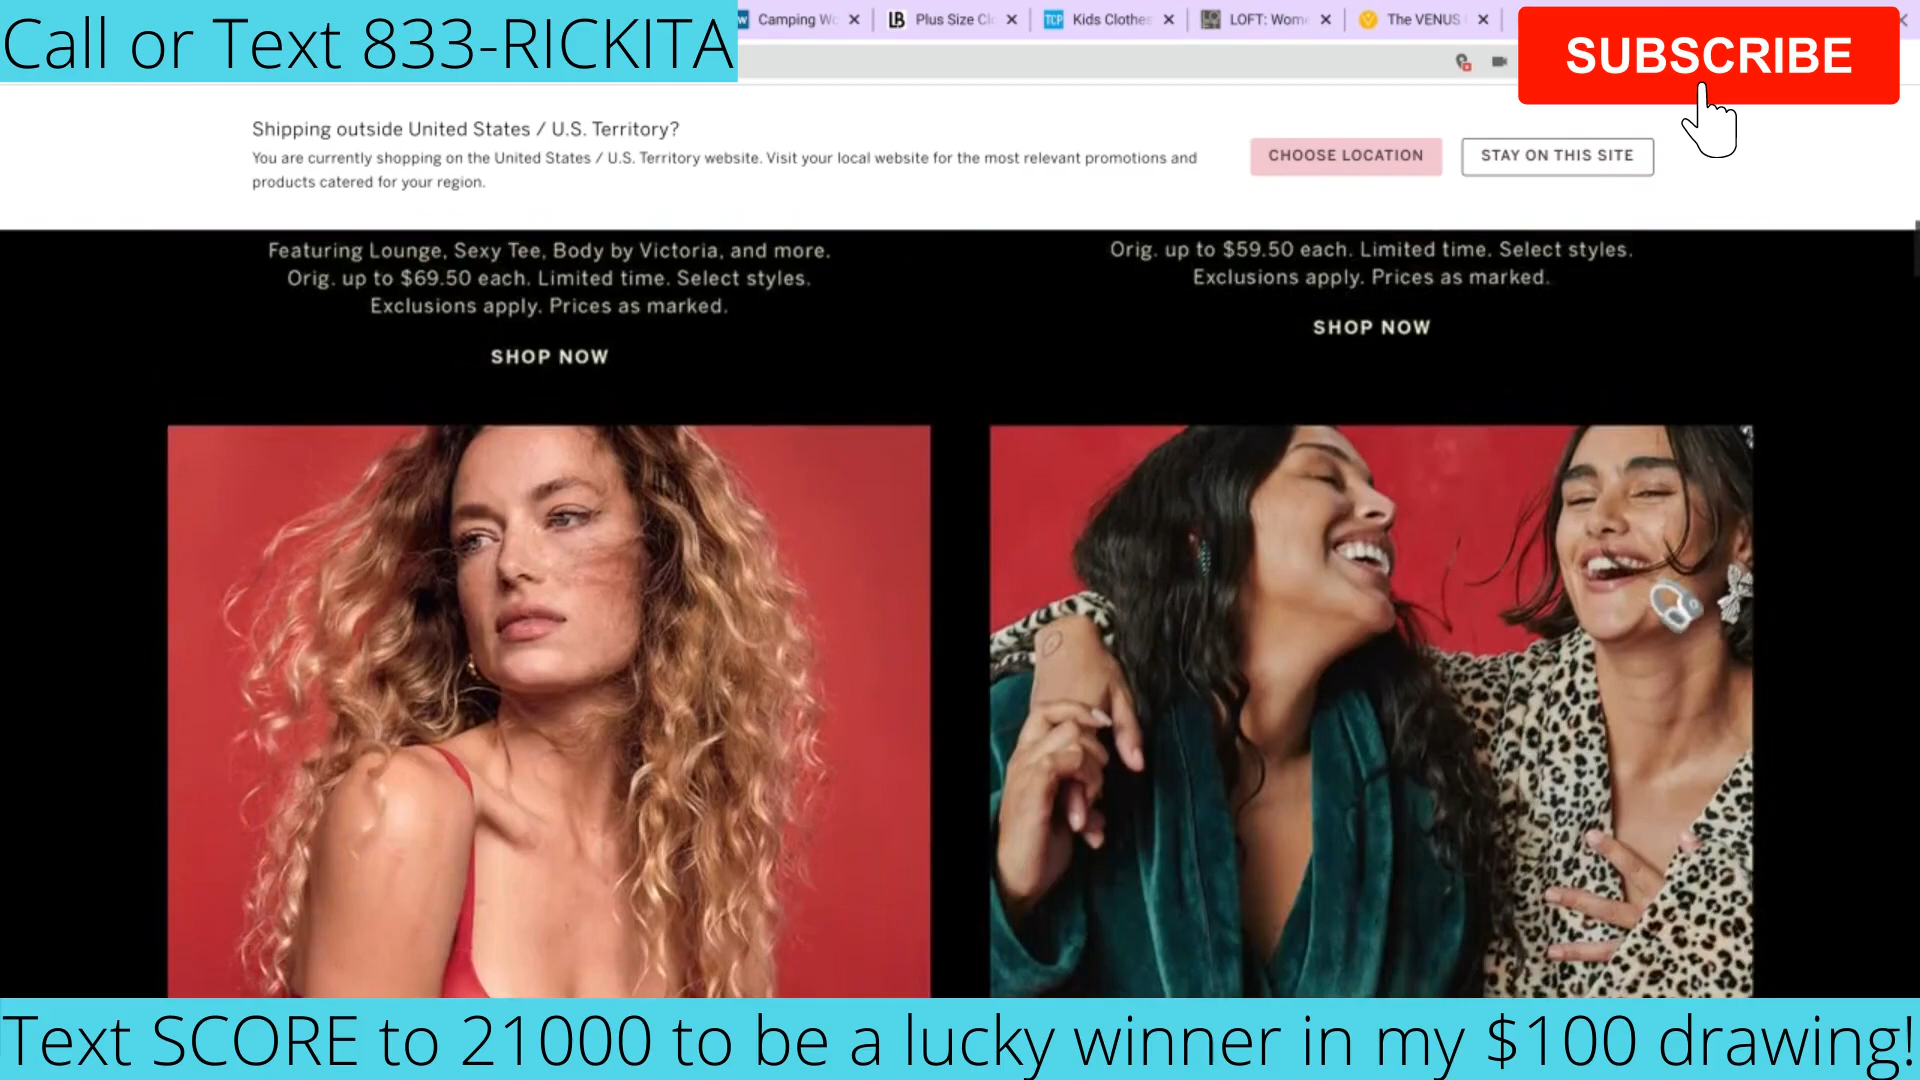 Call or Text 833-RICKITA
Camping Wo
Plus Size Cl
Kids Clothes
LOFT: Wom
The VENUS
SUBSCRIBE
Shipping outside United States / U.S. Territory?
You are currently shopping on the United States / U.S. Territory website. Visit your local website for the most relevant promotions and
products catered for your region.
CHOOSE LOCATION
STAY ON THIS SITE
Featuring Lounge, Sexy Tee, Body by Victoria, and more.
Orig. up to $69.50 each. Limited time. Select styles.
Exclusions apply. Prices as marked.
SHOP NOW
Orig. up to $59.50 each. Limited time. Select styles.
Exclusions apply. Prices as marked.
SHOP NOW
Text SCORE to 21000 to be a lucky winner in my $100 drawing!